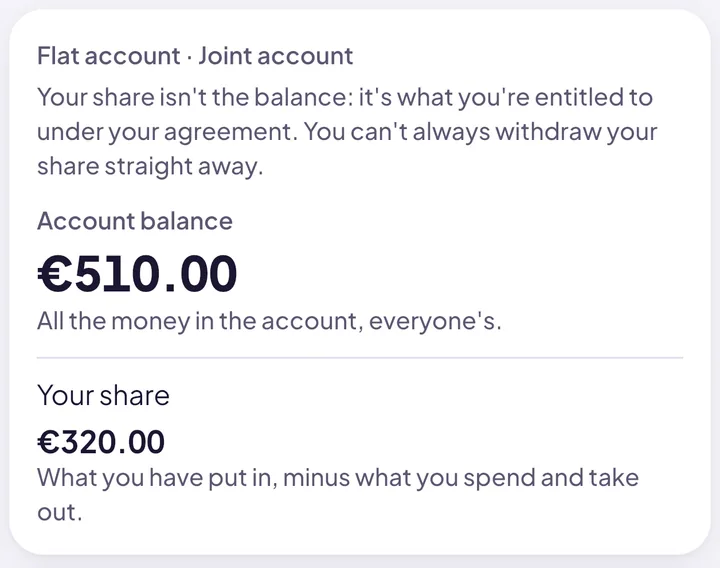 Flat account · Joint account
Your share isn't the balance: it's what you're entitled to
under your agreement. You can't always withdraw your
share straight away.
Account balance
€510.00
All the money in the account, everyone's.
Your share
€320.00
What you have put in, minus what you spend and take
out.